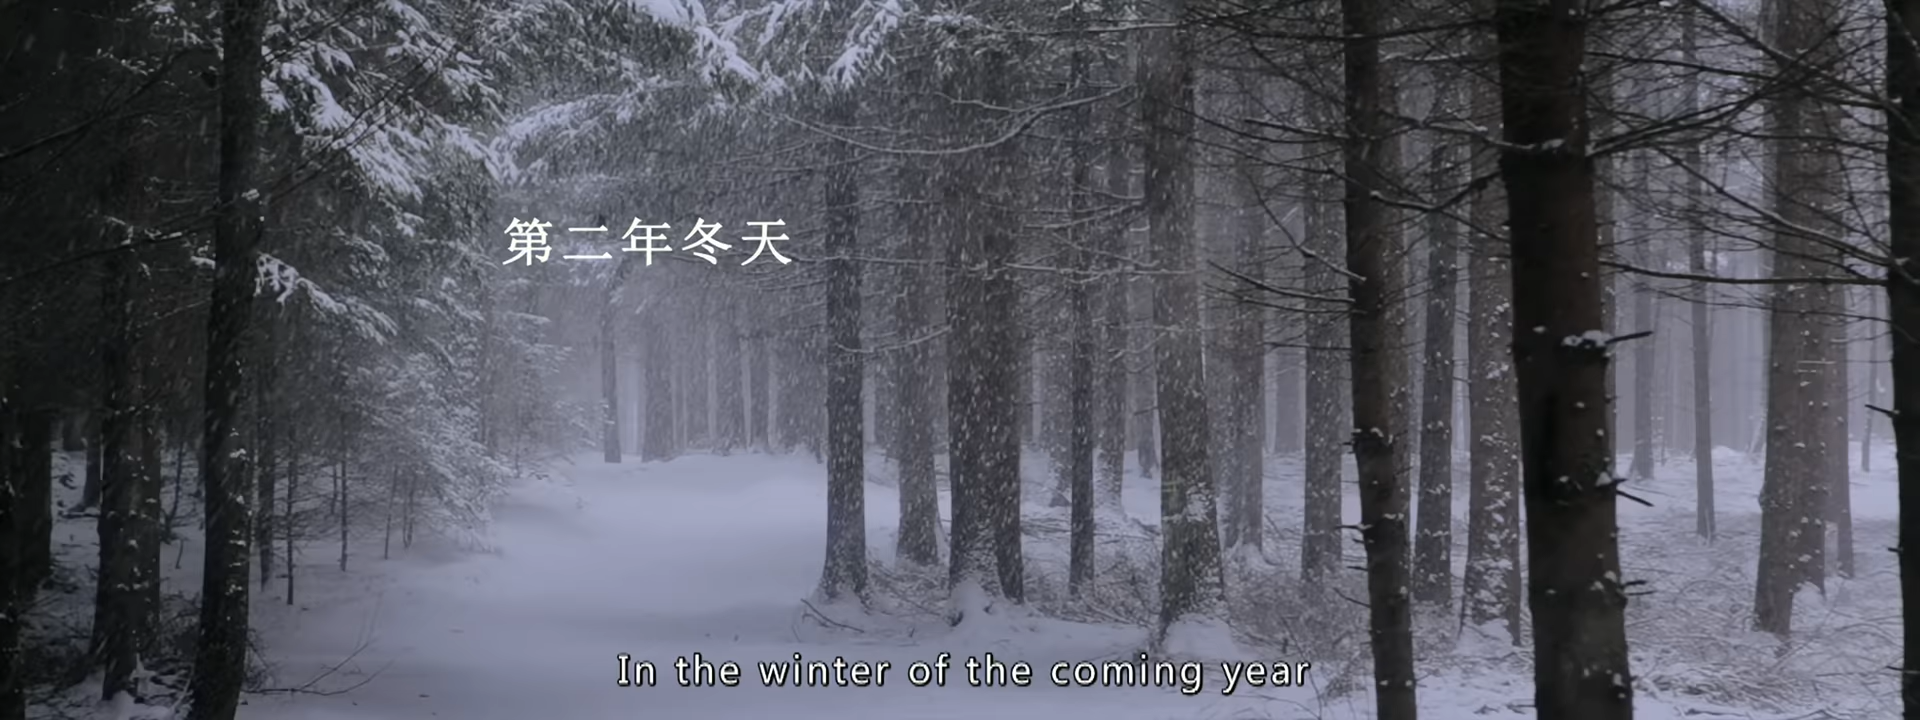 第二年冬天
In the winter of the coming year